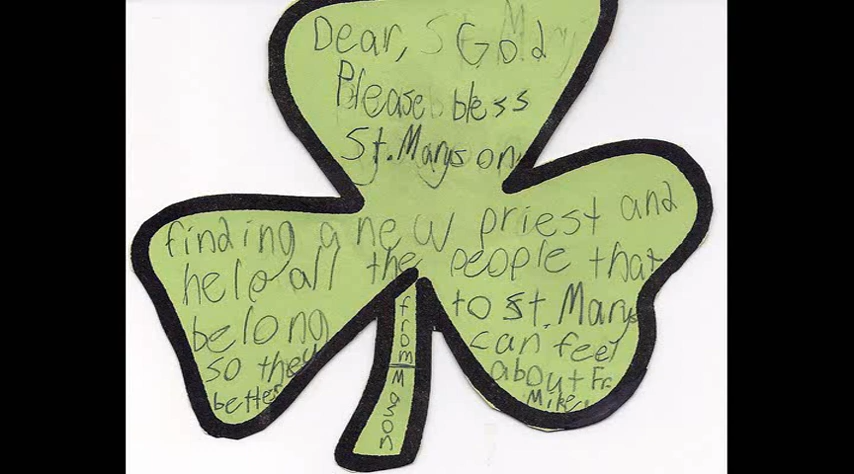 Dear, God
Please bless
St. Marys on
finding a new priest and
help all the people that
belong to St. Marys
so they can feel
better about Fr.
Mike
from Mason